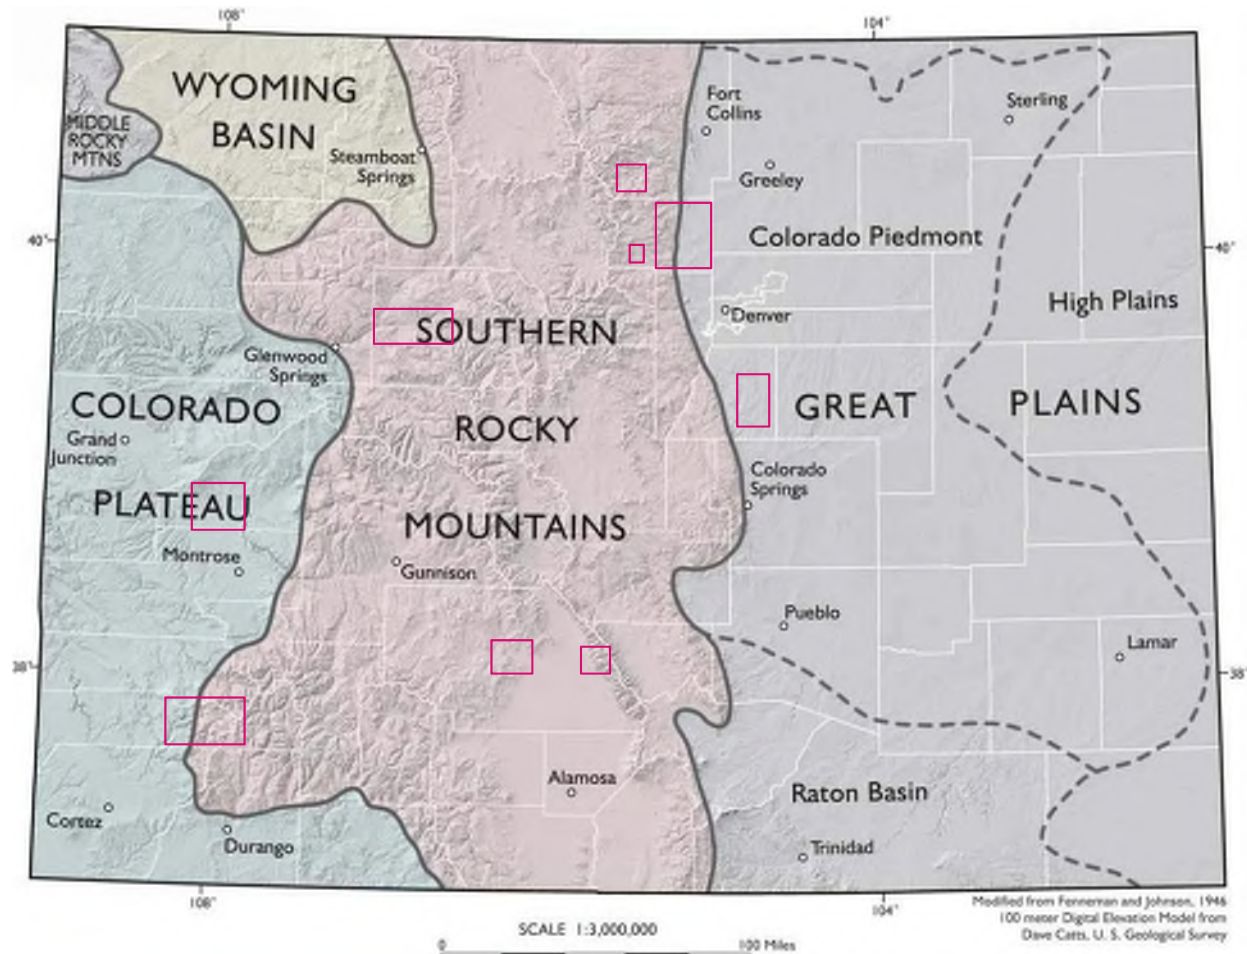 108°
104°
WYOMING
BASIN
MIDDLE
ROCKY
MTNS
Steamboat
Springs
Fort
Collins
Sterling
Greeley
40°
Colorado Piedmont
40°
High Plains
Denver
SOUTHERN
Glenwood
Springs
COLORADO
GREAT
PLAINS
Grand
Junction
ROCKY
Colorado
Springs
PLATEAU
MOUNTAINS
Montrose
Gunnison
Pueblo
Lamar
38°
38°
Alamosa
Raton Basin
Cortez
Durango
Trinidad
108°
104°
Modified from Fenneman and Johnson, 1946
100 meter Digital Elevation Model from
Dave Catts, U. S. Geological Survey
SCALE 1:3,000,000
0
100 Miles